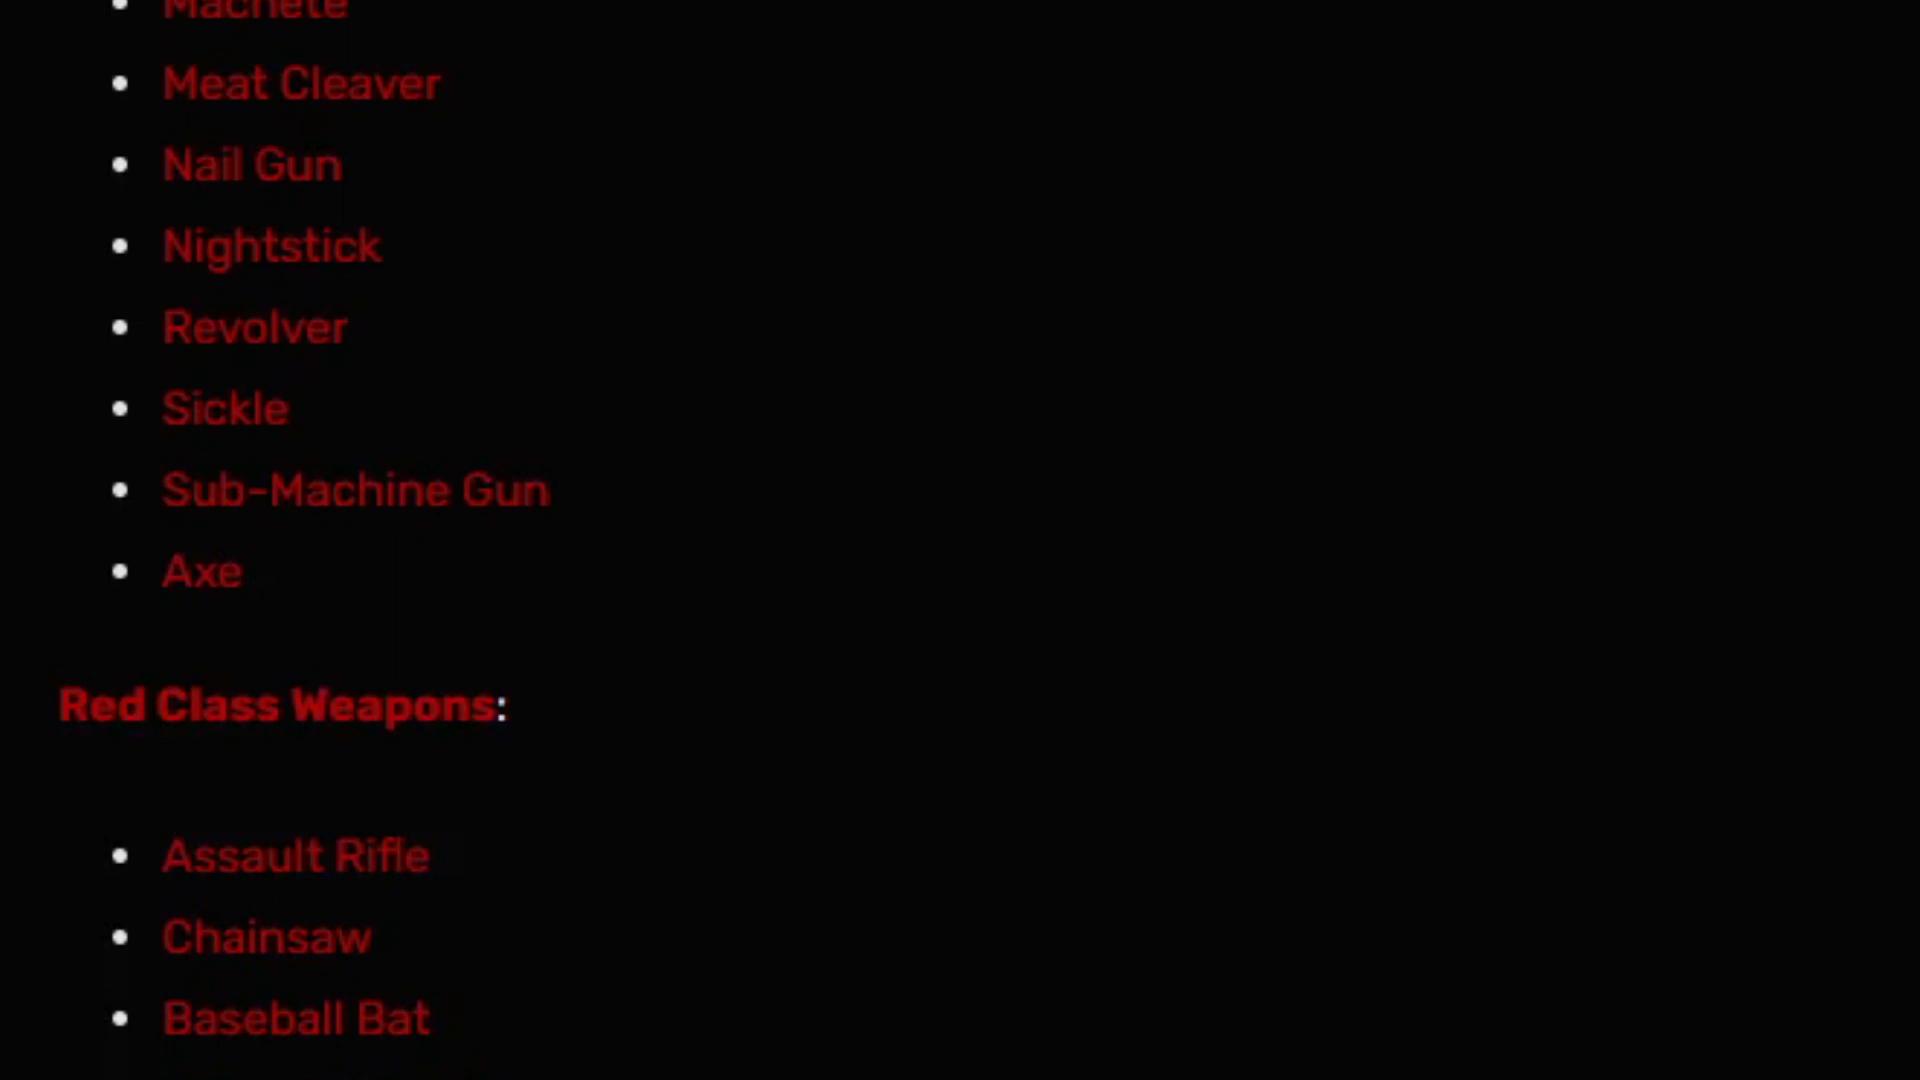 Machete
Meat Cleaver
Nail Gun
Nightstick
Revolver
Sickle
Sub-Machine Gun
Axe
Red Class Weapons:
Assault Rifle
Chainsaw
Baseball Bat